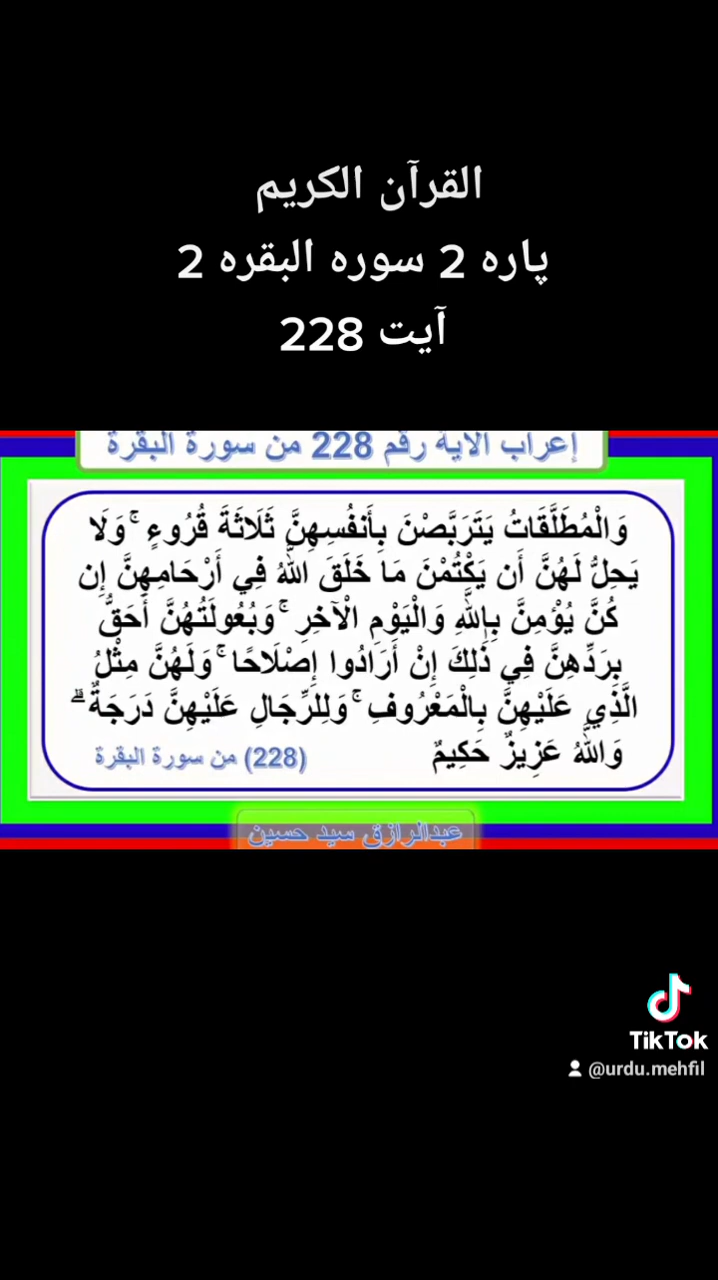 القرآن الكريم
پاره 2 سوره البقره 2
آیت 228
إعراب الآية رقم 228 من سورة البقرة
وَالْمُطَلَّقَاتُ يَتَرَبَّصْنَ بِأَنفُسِهِنَّ ثَلَاثَةَ قُرُوءٍ ۚ وَلَا
يَحِلُّ لَهُنَّ أَن يَكْتُمْنَ مَا خَلَقَ اللَّهُ فِي أَرْحَامِهِنَّ إِن
كُنَّ يُؤْمِنَّ بِاللَّهِ وَالْيَوْمِ الْآخِرِ ۚ وَبُعُولَتُهُنَّ أَحَقُّ
بِرَدِّهِنَّ فِي ذَٰلِكَ إِنْ أَرَادُوا إِصْلَاحًا ۚ وَلَهُنَّ مِثْلُ
الَّذِي عَلَيْهِنَّ بِالْمَعْرُوفِ ۚ وَلِلرِّجَالِ عَلَيْهِنَّ دَرَجَةٌ ۗ
وَاللَّهُ عَزِيزٌ حَكِيمٌ (228) من سورة البقرة
عبدالرازق سيد حسين
TikTok
@urdu.mehfil